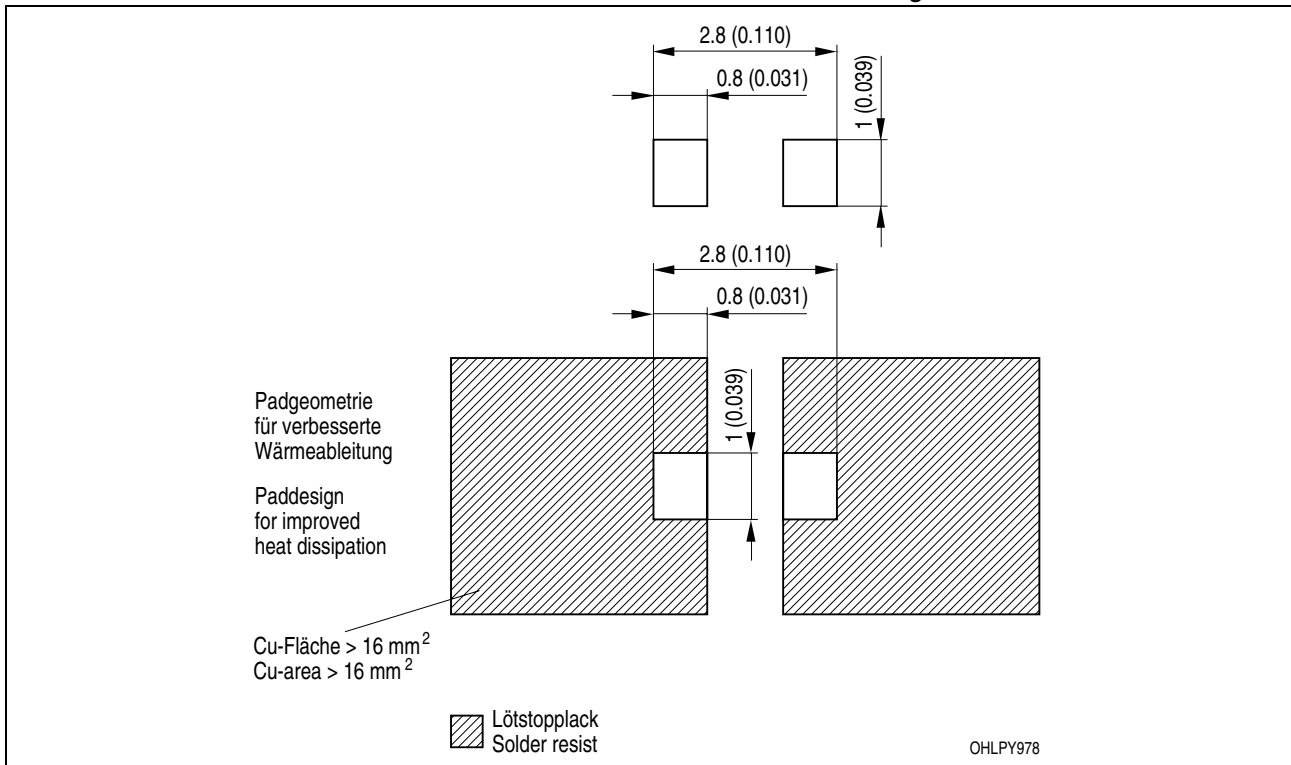 2.8 (0.110)
0.8 (0.031)
1 (0.039)
2.8 (0.110)
0.8 (0.031)
1 (0.039)
Padgeometrie
für verbesserte
Wärmeableitung
Paddesign
for improved
heat dissipation
Cu-Fläche > 16 mm²
Cu-area > 16 mm²
Lötstopplack
Solder resist
OHLPY978